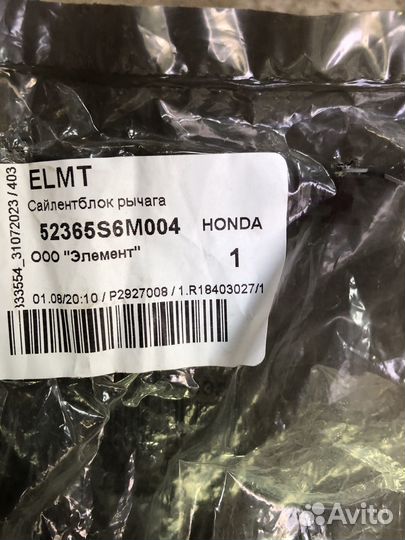 ELMT
Сайлентблок рычага
52365S6M004 HONDA
ООО "Элемент" 1
01.08/20:10 / P2927008 / 1.R18403027/1
333554_31072023 / 403
Avito